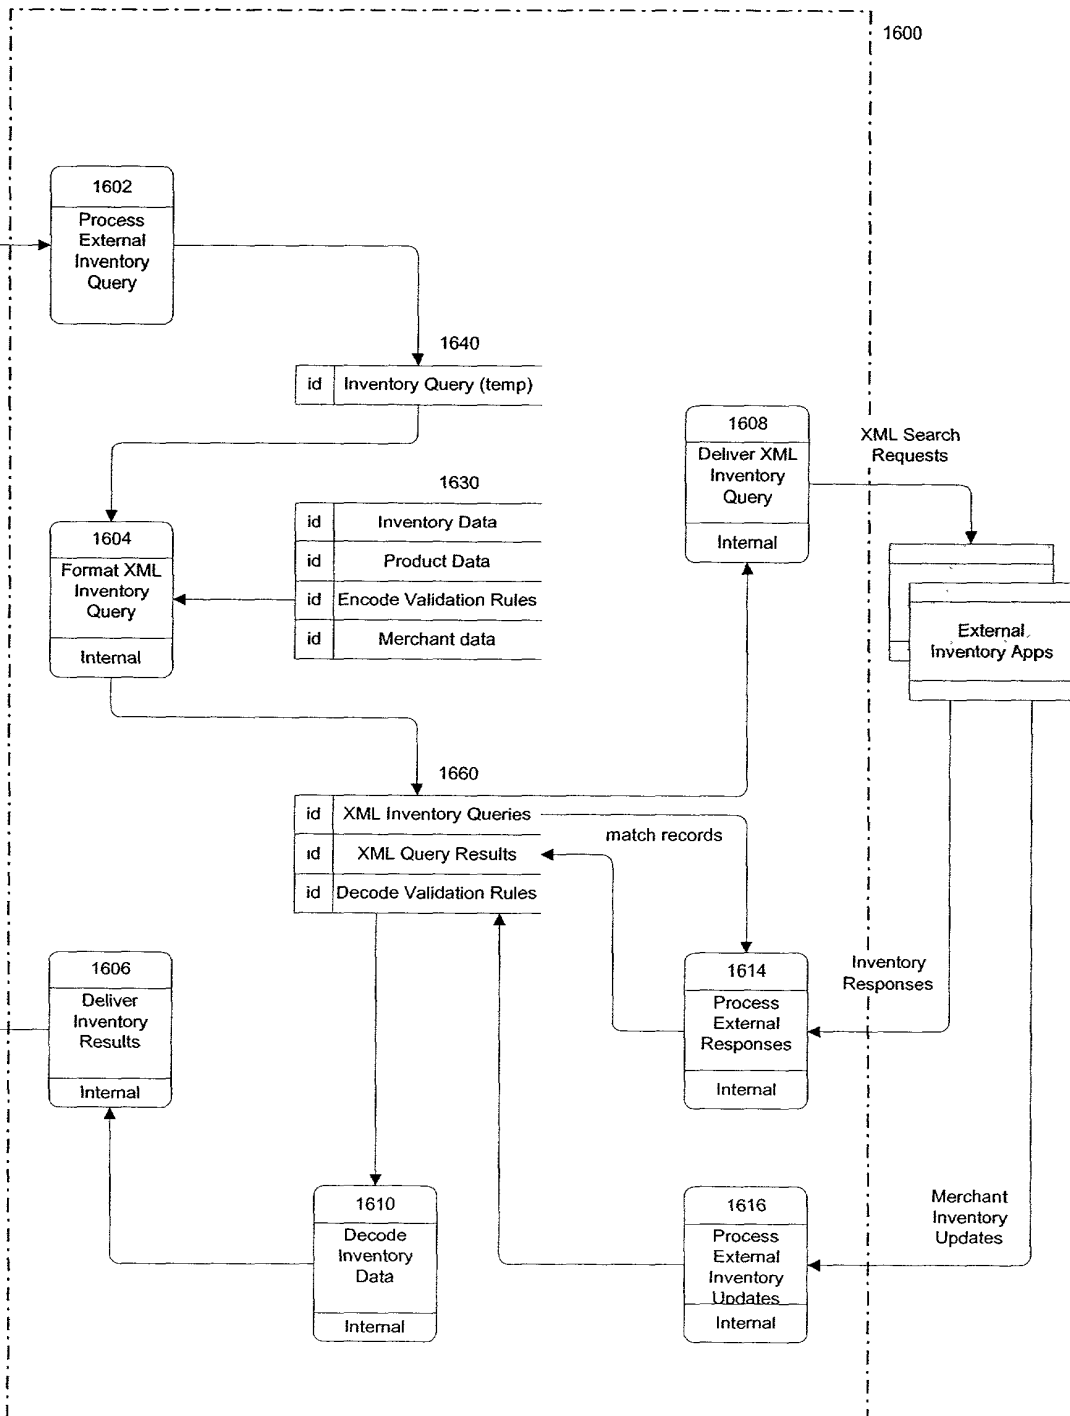 1600
1602
Process
External
Inventory
Query
1640
id Inventory Query (temp)
1608
Deliver XML
Inventory
Query
Internal
XML Search
Requests
1630
id Inventory Data
id Product Data
id Encode Validation Rules
id Merchant data
1604
Format XML
Inventory
Query
Internal
External
Inventory Apps
1660
id XML Inventory Queries
id XML Query Results
id Decode Validation Rules
match records
1606
Deliver
Inventory
Results
Internal
1614
Process
External
Responses
Internal
Inventory
Responses
1610
Decode
Inventory
Data
Internal
1616
Process
External
Inventory
Updates
Internal
Merchant
Inventory
Updates